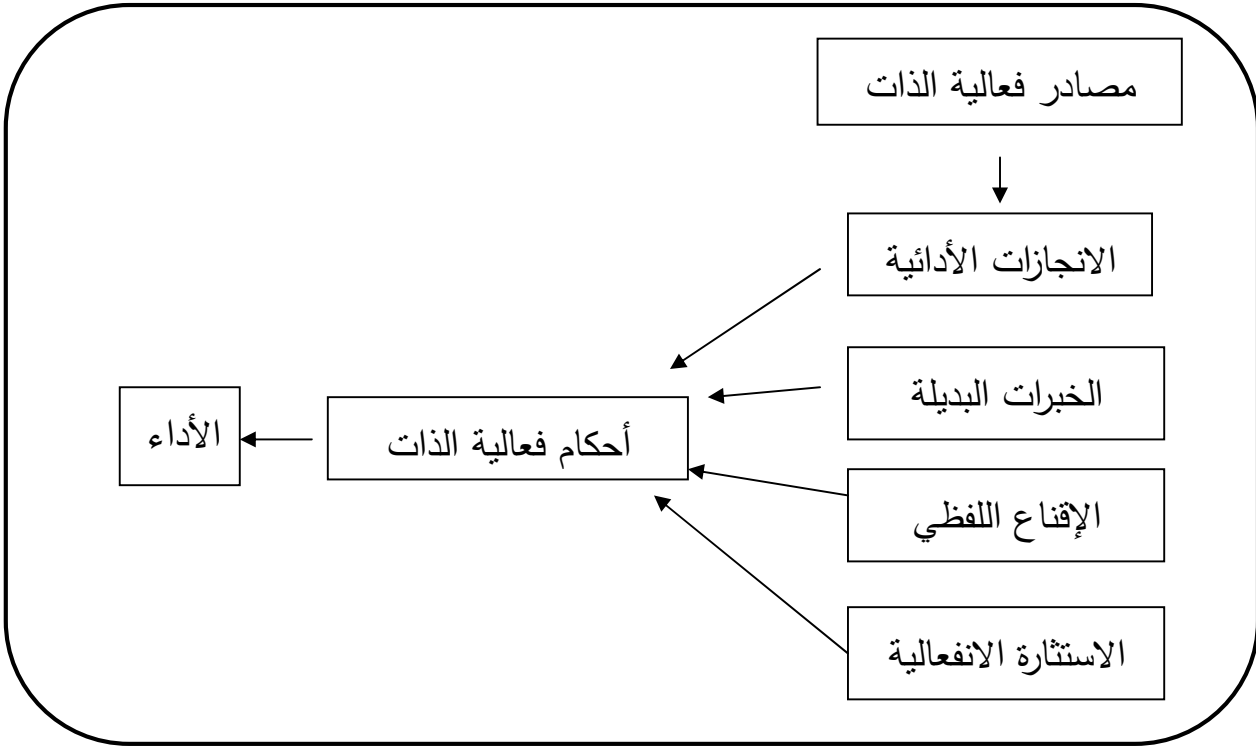 مصادر فعالية الذات
الانجازات الأدائية
الخبرات البديلة
أحكام فعالية الذات
الأداء
الإقناع اللفظي
الاستثارة الانفعالية